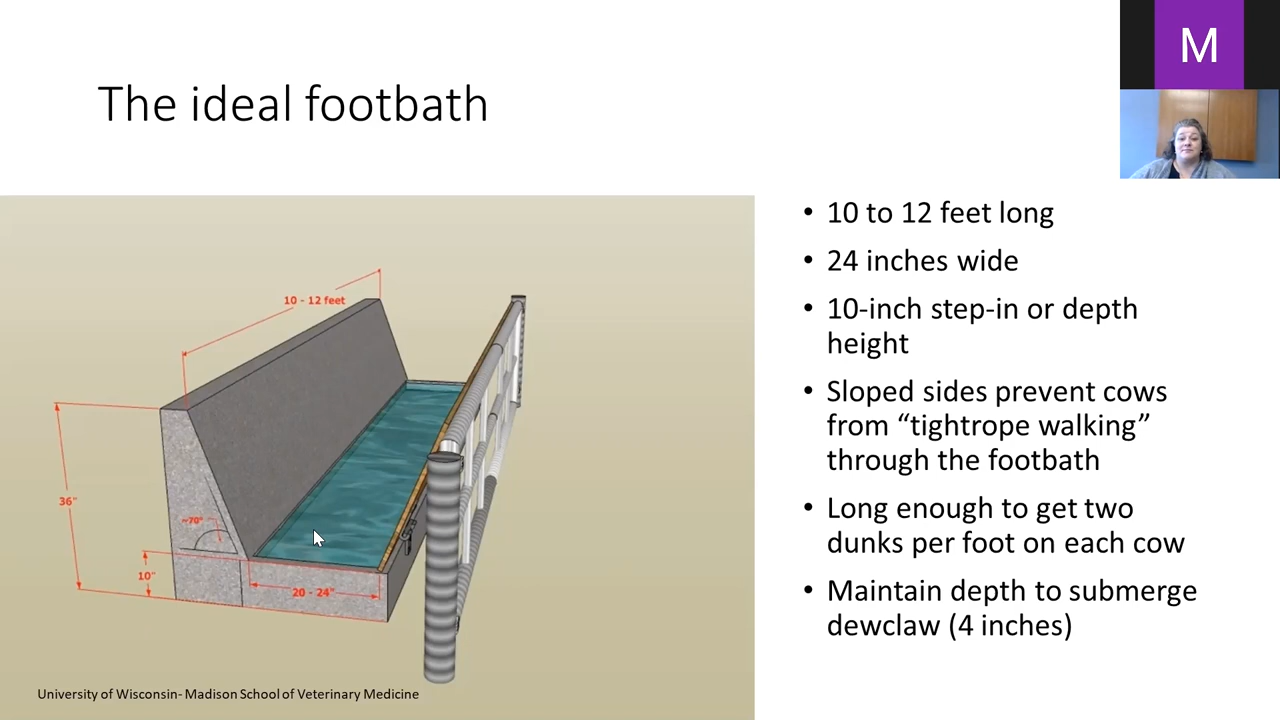 M
The ideal footbath
10 - 12 feet
36"
~70°
10"
20 - 24"
University of Wisconsin- Madison School of Veterinary Medicine
• 10 to 12 feet long
• 24 inches wide
• 10-inch step-in or depth
height
• Sloped sides prevent cows
from “tightrope walking”
through the footbath
• Long enough to get two
dunks per foot on each cow
• Maintain depth to submerge
dewclaw (4 inches)